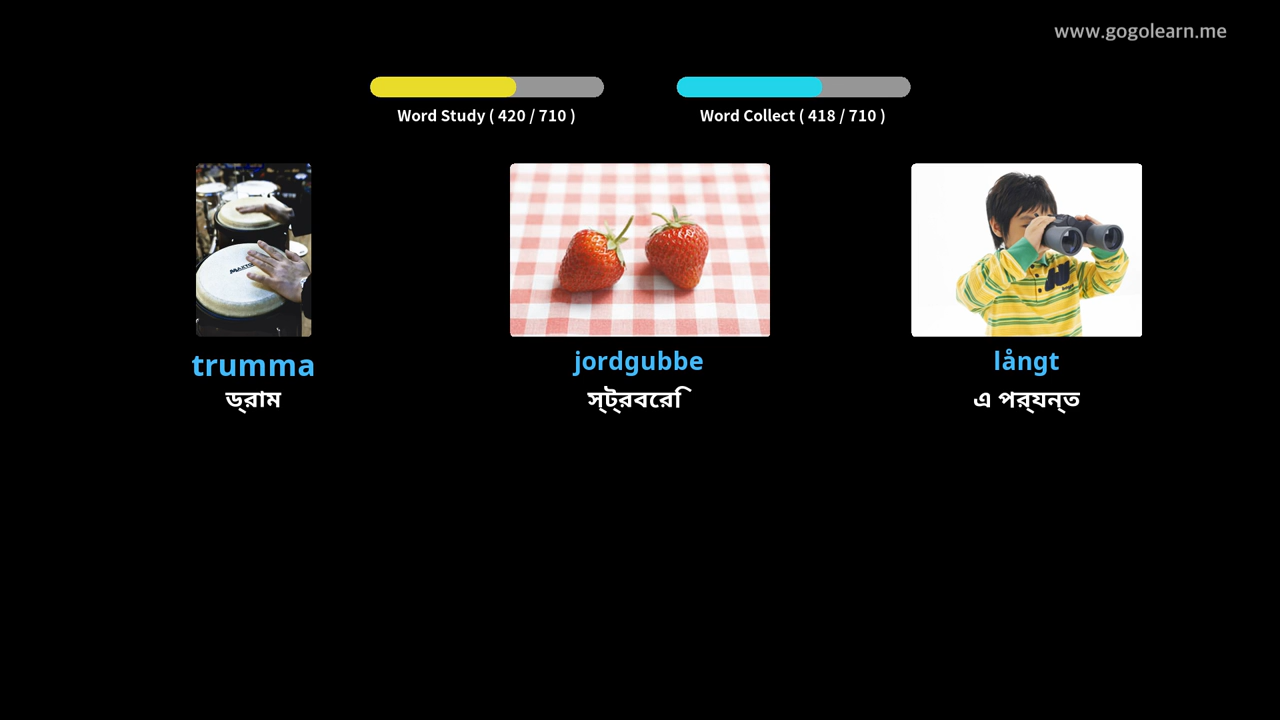 www.gogolearn.me
Word Study ( 420 / 710 )
Word Collect ( 418 / 710 )
trumma
jordgubbe
långt
ড্রাম
স্ট্রবেরি
এ পর্যন্ত